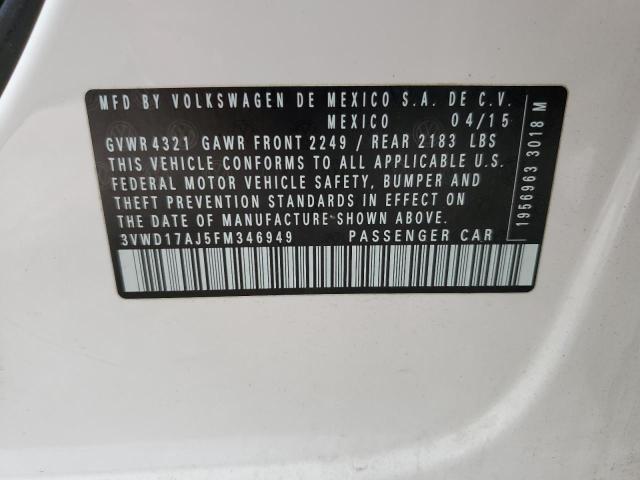 MFD BY VOLKSWAGEN DE MEXICO S.A. DE C.V.
MEXICO 04/15
GVWR 4321 GAWR FRONT 2249 / REAR 2183 LBS
THIS VEHICLE CONFORMS TO ALL APPLICABLE U.S.
FEDERAL MOTOR VEHICLE SAFETY, BUMPER AND
THEFT PREVENTION STANDARDS IN EFFECT ON
THE DATE OF MANUFACTURE SHOWN ABOVE.
3VWD17AJ5FM346949 PASSENGER CAR
1956963 3018 M